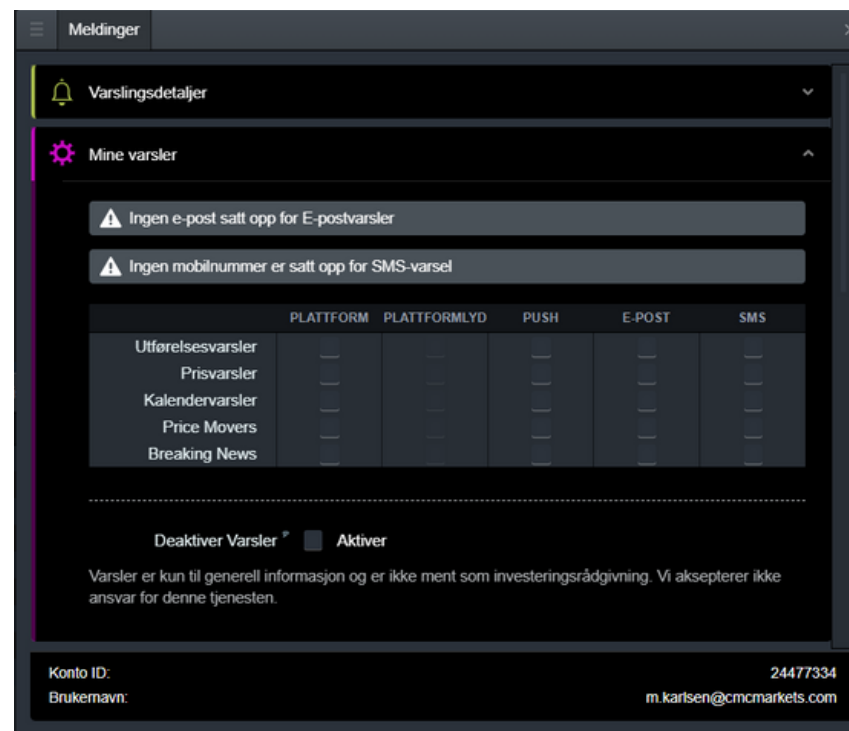 Meldinger
Varslingsdetaljer
Mine varsler
Ingen e-post satt opp for E-postvarsler
Ingen mobilnummer er satt opp for SMS-varsel
PLATTFORM PLATTFORMLYD PUSH E-POST SMS
Utførelsesvarsler
Prisvarsler
Kalendervarsler
Price Movers
Breaking News
Deaktiver Varsler Aktiver
Varsler er kun til generell informasjon og er ikke ment som investeringsrådgivning. Vi aksepterer ikke
ansvar for denne tjenesten.
Konto ID: 24477334
Brukernavn: m.karlsen@cmcmarkets.com